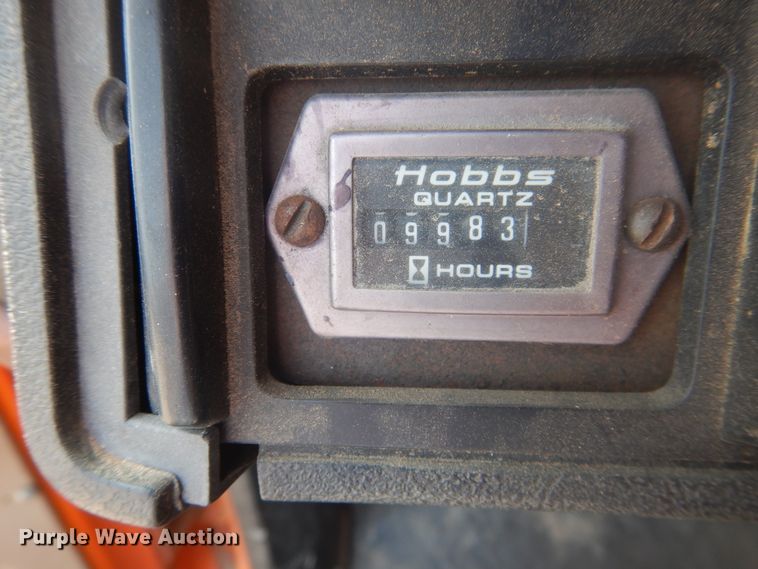 Hobbs
QUARTZ
09983
HOURS
Purple Wave Auction